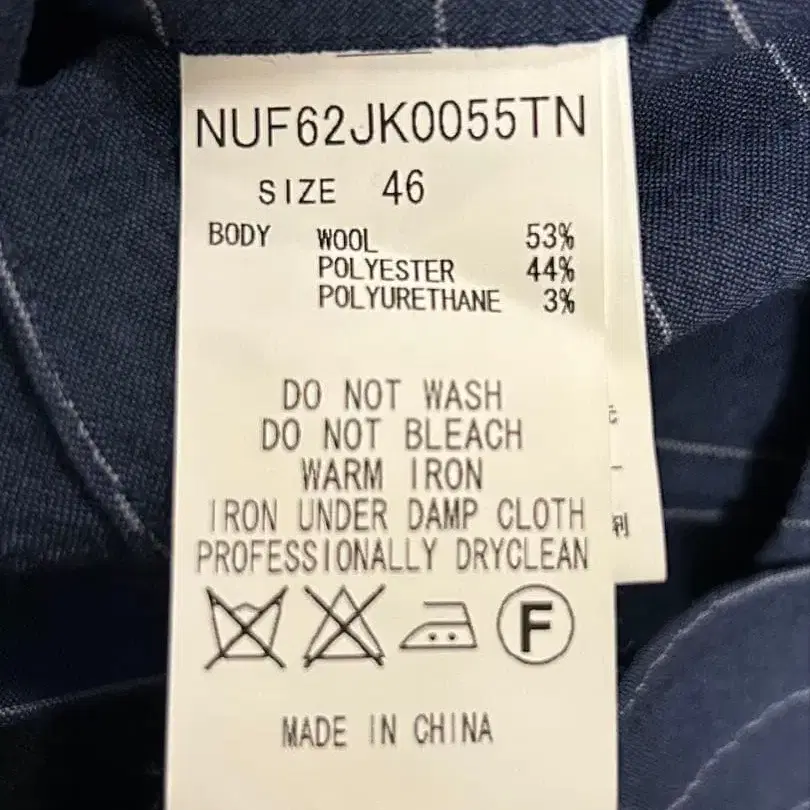 NUF62JK0055TN
SIZE 46
BODY WOOL 53%
POLYESTER 44%
POLYURETHANE 3%
DO NOT WASH
DO NOT BLEACH
WARM IRON
IRON UNDER DAMP CLOTH
PROFESSIONALLY DRYCLEAN
F
MADE IN CHINA